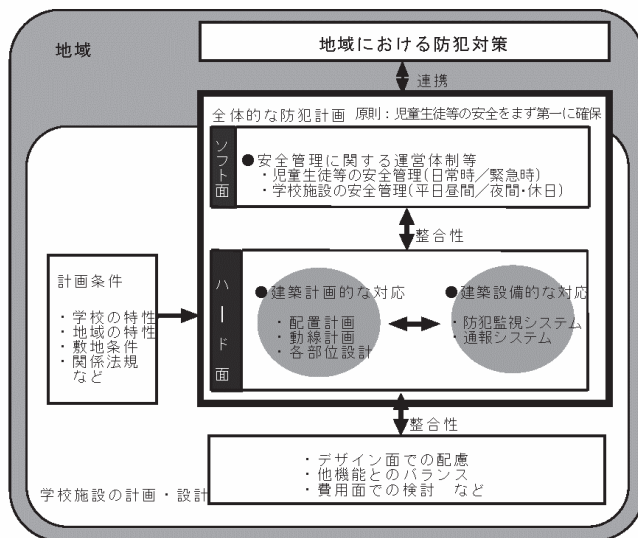 地域
地域における防犯対策
連携
全体的な防犯計画　原則：児童生徒等の安全をまず第一に確保
ソフト面
●安全管理に関する運営体制等
・児童生徒等の安全管理(日常時／緊急時)
・学校施設の安全管理(平日昼間／夜間・休日)
整合性
計画条件
・学校の特性
・地域の特性
・敷地条件
・関係法規
など
ハード面
●建築計画的な対応
・配置計画
・動線計画
・各部位設計
●建築設備的な対応
・防犯監視システム
・通報システム
整合性
・デザイン面での配慮
・他機能とのバランス
・費用面での検討　など
学校施設の計画・設計